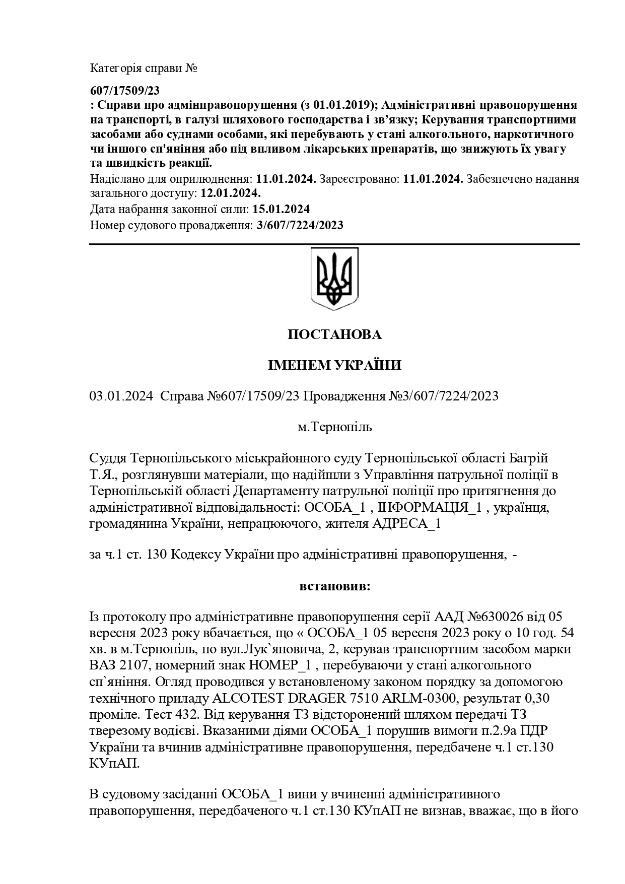 Категорія справи №
607/17509/23
: Справи про адмінправопорушення (з 01.01.2019); Адміністративні правопорушення
на транспорті, в галузі шляхового господарства і зв’язку; Керування транспортними
засобами або суднами особами, які перебувають у стані алкогольного, наркотичного
чи іншого сп'яніння або під впливом лікарських препаратів, що знижують їх увагу
та швидкість реакції.
Надіслано для оприлюднення: 11.01.2024. Зареєстровано: 11.01.2024. Забезпечено надання
загального доступу: 12.01.2024.
Дата набрання законної сили: 15.01.2024
Номер судового провадження: 3/607/7224/2023
ПОСТАНОВА
ІМЕНЕМ УКРАЇНИ
03.01.2024 Справа №607/17509/23 Провадження №3/607/7224/2023
м.Тернопіль
Суддя Тернопільського міськрайонного суду Тернопільської області Багрій
Т.Я., розглянувши матеріали, що надійшли з Управління патрульної поліції в
Тернопільській області Департаменту патрульної поліції про притягнення до
адміністративної відповідальності: ОСОБА_1 , ІНФОРМАЦІЯ_1 , українця,
громадянина України, непрацюючого, жителя АДРЕСА_1
за ч.1 ст. 130 Кодексу України про адміністративні правопорушення, -
встановив:
Із протоколу про адміністративне правопорушення серії ААД №630026 від 05
вересня 2023 року вбачається, що « ОСОБА_1 05 вересня 2023 року о 10 год. 54
хв. в м.Тернопіль, по вул.Лук`яновича, 2, керував транспортним засобом марки
ВАЗ 2107, номерний знак НОМЕР_1 , перебуваючи у стані алкогольного
сп`яніння. Огляд проводився у встановленому законом порядку за допомогою
технічного приладу ALCOTEST DRAGER 7510 ARLM-0300, результат 0,30
проміле. Тест 432. Від керування ТЗ відсторонений шляхом передачі ТЗ
тверезому водієві. Вказаними діями ОСОБА_1 порушив вимоги п.2.9а ПДР
України та вчинив адміністративне правопорушення, передбачене ч.1 ст.130
КУпАП.
В судовому засіданні ОСОБА_1 вини у вчиненні адміністративного
правопорушення, передбаченого ч.1 ст.130 КУпАП не визнав, вважає, що в його